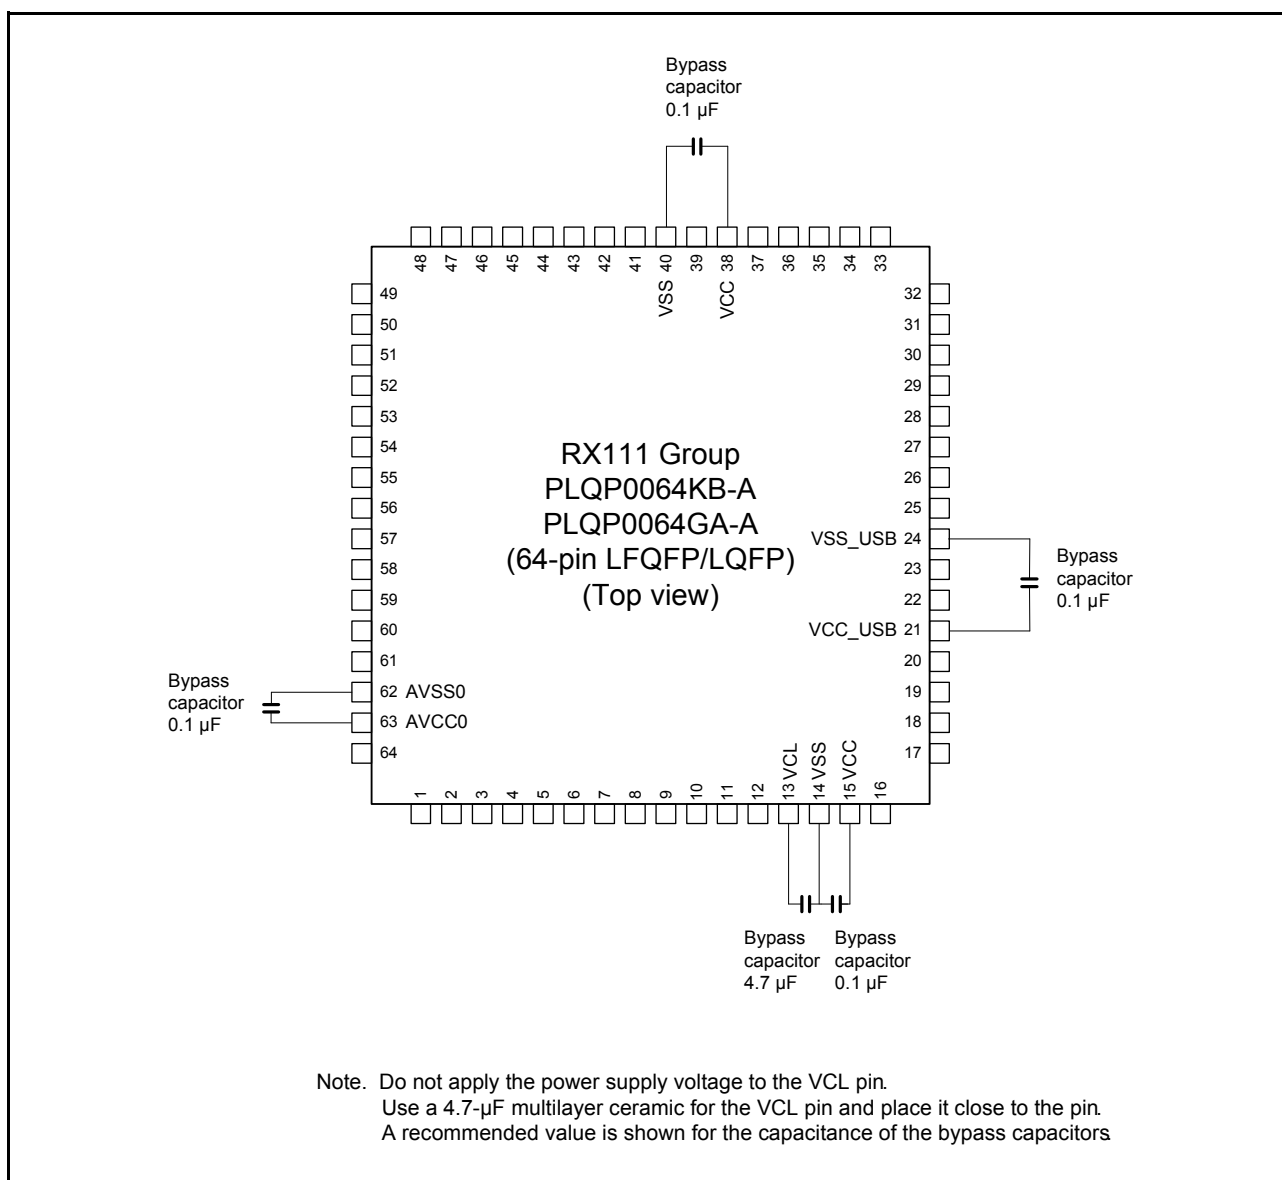 Bypass
capacitor
0.1 µF
48 47 46 45 44 43 42 41 40 39 38 37 36 35 34 33
VSS VCC
49
50
51
52
53
54
55
56
57
58
59
60
61
62 AVSS0
63 AVCC0
64
Bypass
capacitor
0.1 µF
RX111 Group
PLQP0064KB-A
PLQP0064GA-A
(64-pin LFQFP/LQFP)
(Top view)
32
31
30
29
28
27
26
25
VSS_USB 24
23
22
VCC_USB 21
20
19
18
17
Bypass
capacitor
0.1 µF
VCL VSS VCC
1 2 3 4 5 6 7 8 9 10 11 12 13 14 15 16
Bypass
capacitor
4.7 µF
Bypass
capacitor
0.1 µF
Note. Do not apply the power supply voltage to the VCL pin.
Use a 4.7-µF multilayer ceramic for the VCL pin and place it close to the pin.
A recommended value is shown for the capacitance of the bypass capacitors.